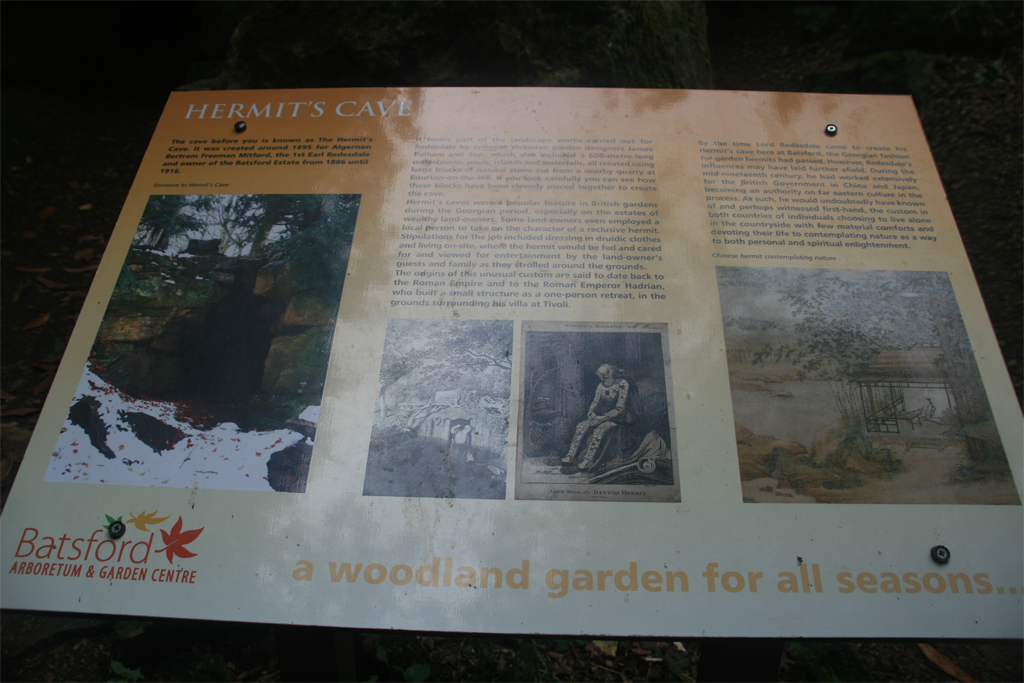 HERMIT'S CAVE
The cave before you is known as The Hermit's
Cave. It was created around 1895 for Algernon
Bertram Freeman Mitford, the 1st Earl Redesdale
and owner of the Batsford Estate from 1886 until
1916.
Entrance to Hermit's Cave
It forms part of the landscape works carried out for
Redesdale by eminent Victorian garden designers James
Pulham and Son, which also included a 600-metre-long
watercourse, pools, islands and waterfalls, all created using
large blocks of natural stone cut from a nearby quarry at
Bourton-on-the-Hill. If you look carefully you can see how
these blocks have been cleverly pieced together to create
the cave.
Hermit's caves were a popular feature in British gardens
during the Georgian period, especially on the estates of
wealthy land-owners. Some land-owners even employed a
local person to take on the character of a reclusive hermit.
Stipulations for the job included dressing in druidic clothes
and living on-site, where the hermit would be fed and cared
for and viewed for entertainment by the land-owner's
guests and family as they strolled around the grounds.
The origins of this unusual custom are said to date back to
the Roman Empire and to the Roman Emperor Hadrian,
who built a small structure as a one-person retreat, in the
grounds surrounding his villa at Tivoli.
By the time Lord Redesdale came to create his
Hermit's cave here at Batsford, the Georgian fashion
for garden hermits had passed. However, Redesdale's
influences may have laid further afield. During the
mid-nineteenth century, he had worked extensively
for the British Government in China and Japan,
becoming an authority on far eastern culture in the
process. As such, he would undoubtedly have known
of and perhaps witnessed first-hand, the custom in
both countries of individuals choosing to live alone
in the countryside with few material comforts and
devoting their life to contemplating nature as a way
to both personal and spiritual enlightenment.
Chinese hermit contemplating nature
HERMIT
Batsford
ARBORETUM & GARDEN CENTRE
a woodland garden for all seasons...